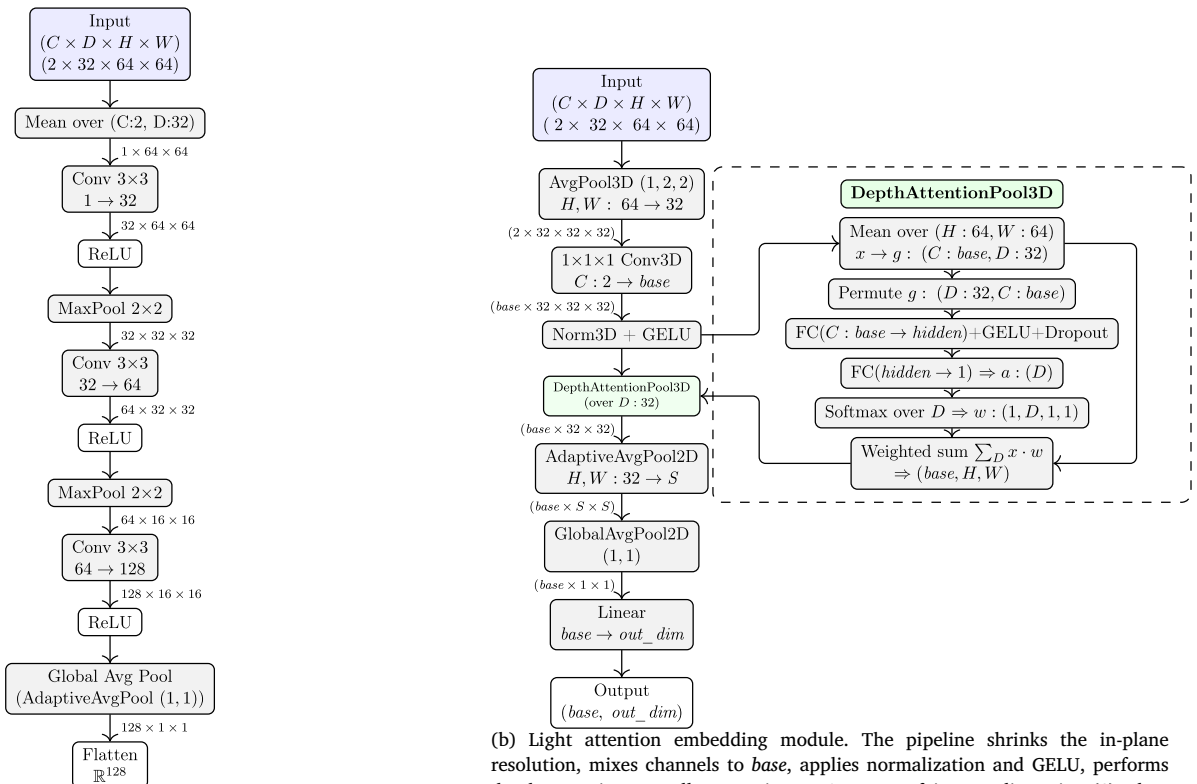 Input
(C × D × H × W)
(2 × 32 × 64 × 64)
Mean over (C:2, D:32)
1 × 64 × 64
Conv 3×3
1 → 32
32 × 64 × 64
ReLU
MaxPool 2×2
32 × 32 × 32
Conv 3×3
32 → 64
64 × 32 × 32
ReLU
MaxPool 2×2
64 × 16 × 16
Conv 3×3
64 → 128
128 × 16 × 16
ReLU
Global Avg Pool
(AdaptiveAvgPool (1, 1))
128 × 1 × 1
Flatten
ℝ¹²⁸
Input
(C × D × H × W)
( 2 × 32 × 64 × 64)
AvgPool3D (1, 2, 2)
H, W : 64 → 32
(2 × 32 × 32 × 32)
1×1×1 Conv3D
C : 2 → base
(base × 32 × 32 × 32)
Norm3D + GELU
DepthAttentionPool3D
(over D : 32)
(base × 32 × 32)
AdaptiveAvgPool2D
H, W : 32 → S
(base × S × S)
GlobalAvgPool2D
(1, 1)
(base × 1 × 1)
Linear
base → out_dim
Output
(base, out_dim)
DepthAttentionPool3D
Mean over (H : 64, W : 64)
x → g : (C : base, D : 32)
Permute g : (D : 32, C : base)
FC(C : base → hidden)+GELU+Dropout
FC(hidden → 1) ⇒ a : (D)
Softmax over D ⇒ w : (1, D, 1, 1)
Weighted sum ∑_D x · w
⇒ (base, H, W)
(b) Light attention embedding module. The pipeline shrinks the in-plane
resolution, mixes channels to base, applies normalization and GELU, performs